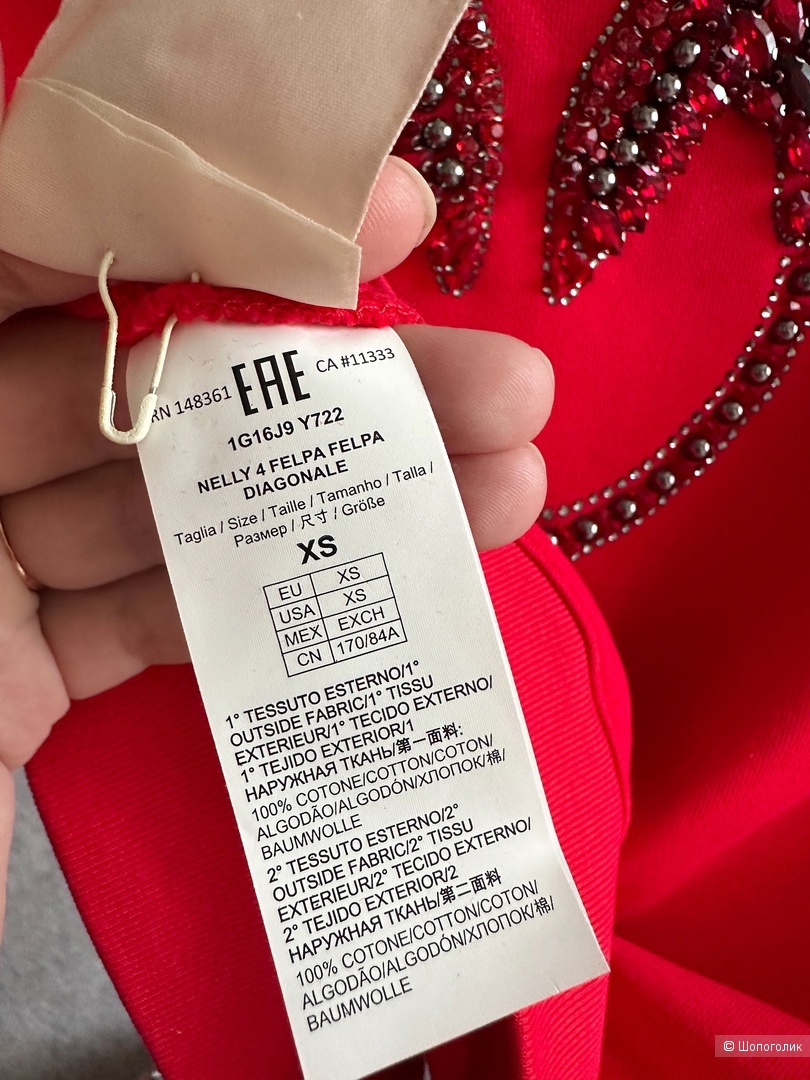 RN 148361 EAC CA #11333
1G16J9 Y722
NELLY 4 FELPA FELPA
DIAGONALE
Taglia / Size / Taille / Tamanho / Talla /
Размер / 尺寸 / Größe
XS
EU XS
USA XS
MEX EXCH
CN 170/84A
1° TESSUTO ESTERNO/1°
OUTSIDE FABRIC/1° TISSU
EXTERIEUR/1° TECIDO EXTERNO/
1° TEJIDO EXTERIOR/1
НАРУЖНАЯ ТКАНЬ/第一面料:
100% COTONE/COTTON/COTON/
ALGODÃO/ALGODÓN/ХЛОПОК/棉/
BAUMWOLLE
2° TESSUTO ESTERNO/2°
OUTSIDE FABRIC/2° TISSU
EXTERIEUR/2° TECIDO EXTERNO/
2° TEJIDO EXTERIOR/2
НАРУЖНАЯ ТКАНЬ/第二面料
100% COTONE/COTTON/COTON/
ALGODÃO/ALGODÓN/ХЛОПОК/棉/
BAUMWOLLE
© Шопоголик